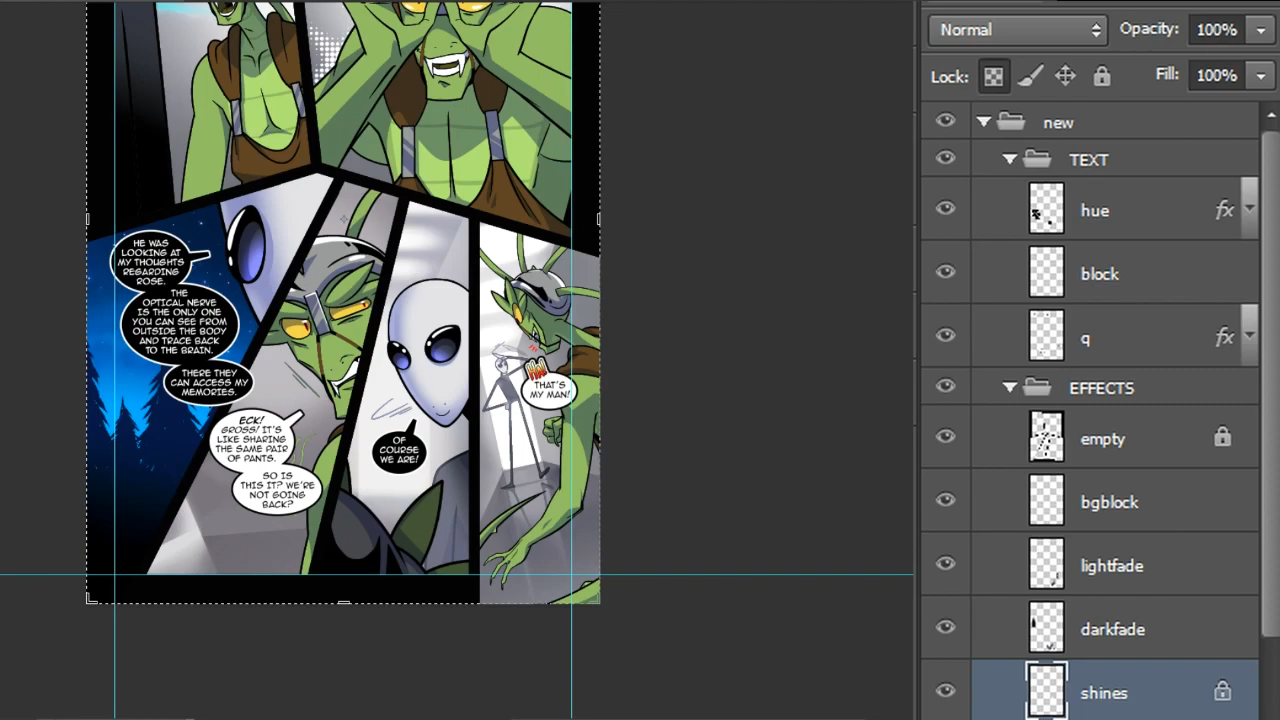 Normal
Opacity: 100%
Lock:
Fill: 100%
new
TEXT
hue
fx
block
q
fx
EFFECTS
empty
bgblock
lightfade
darkfade
shines
HE WAS
LOOKING AT
MY THOUGHTS
REGARDING
ROSE.
THE
OPTICAL NERVE
IS THE ONLY ONE
YOU CAN SEE FROM
OUTSIDE THE BODY
AND TRACE BACK
TO THE BRAIN.
THERE THEY
CAN ACCESS MY
MEMORIES.
ECK!
GROSS! IT'S
LIKE SHARING
THE SAME PAIR
OF PANTS.
SO IS
THIS IT? WE'RE
NOT GOING
BACK?
OF
COURSE
WE ARE!
HA!
THAT'S
MY MAN!